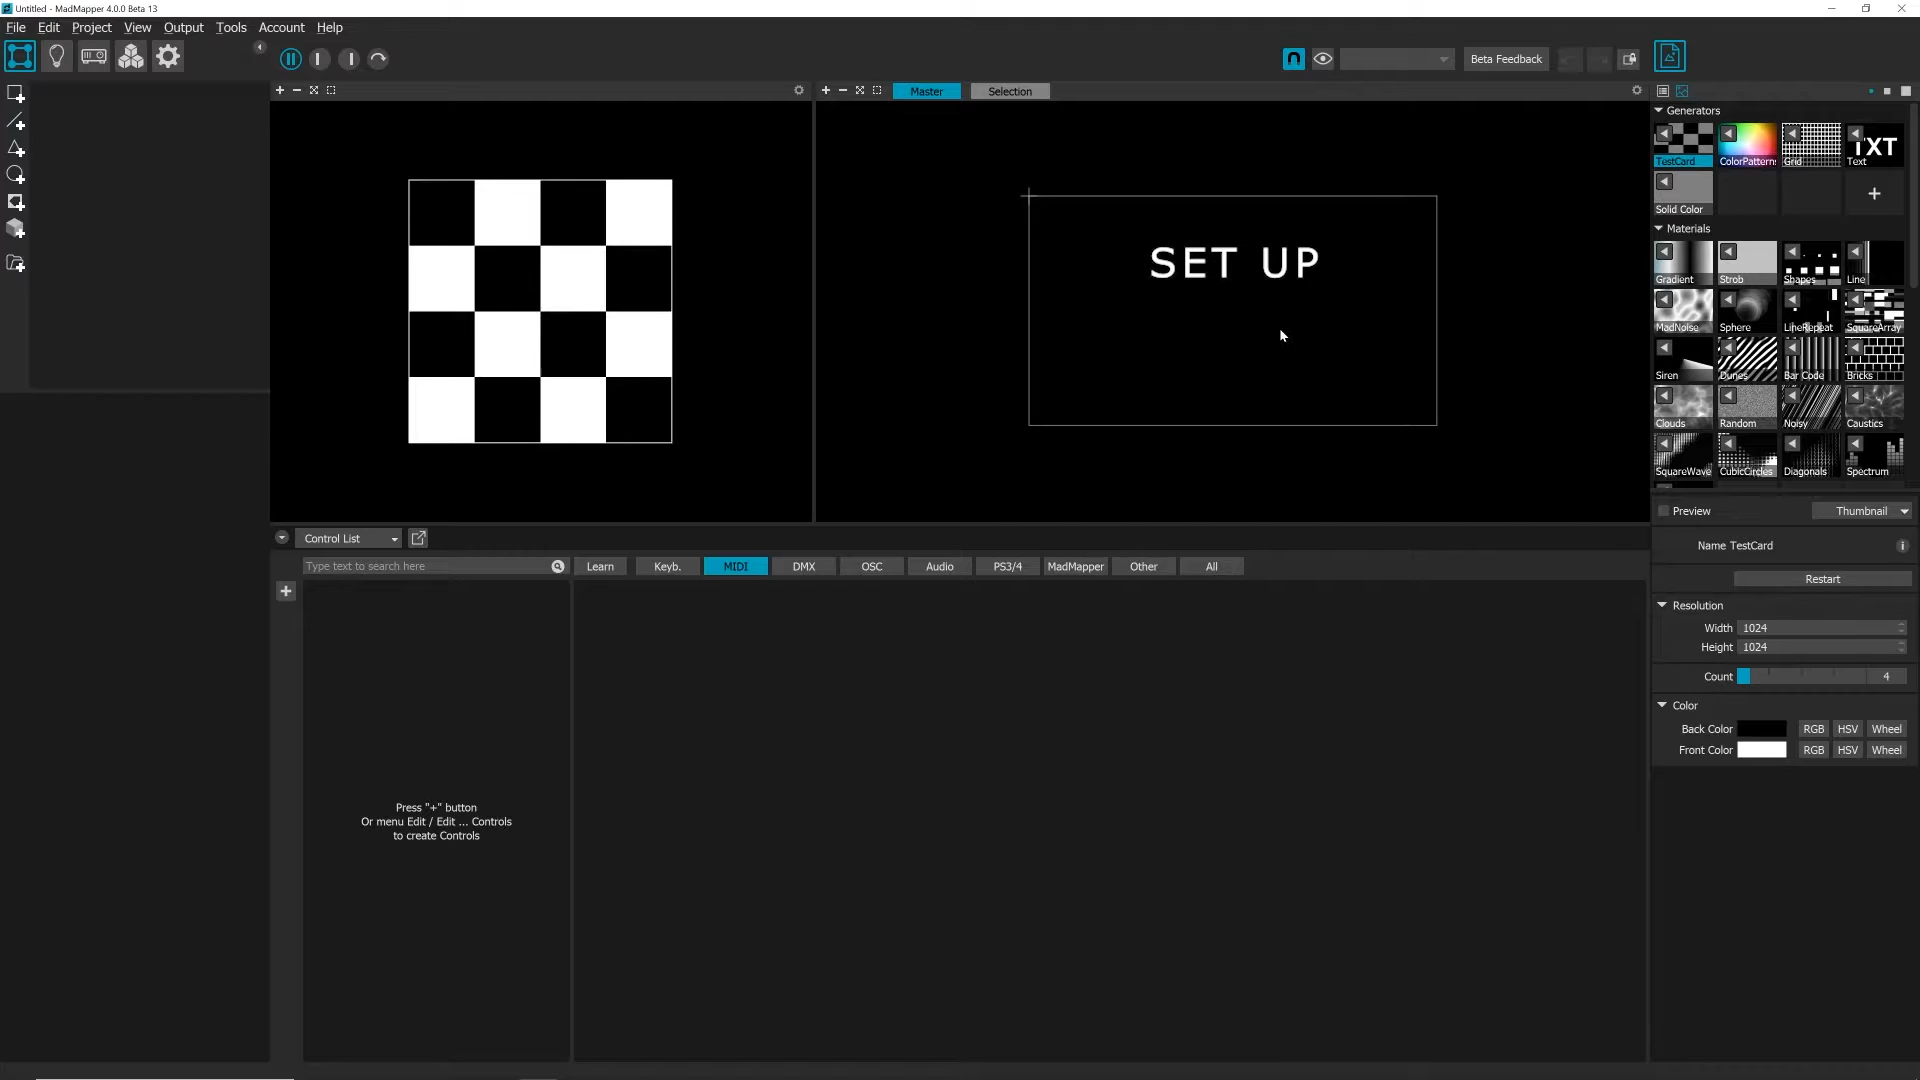 Untitled - MadMapper 4.0.0 Beta 13
File Edit Project View Output Tools Account Help
Beta Feedback
Master Selection
Generators
TestCard ColorPattern Grid Text
TXT
Solid Color
Materials
Gradient Strob Shapes Line
MadNoise Sphere LineRepeat SquareArray
Siren Dunes Bar Code Bricks
Clouds Random Noisy Caustics
SquareWave CubicCircles Diagonals Spectrum
SET UP
Preview Thumbnail
Name TestCard
Restart
Resolution
Width 1024
Height 1024
Count 4
Color
Back Color RGB HSV Wheel
Front Color RGB HSV Wheel
Control List
Type text to search here
Learn Keyb. MIDI DMX OSC Audio PS3/4 MadMapper Other All
Press "+" button
Or menu Edit / Edit ... Controls
to create Controls